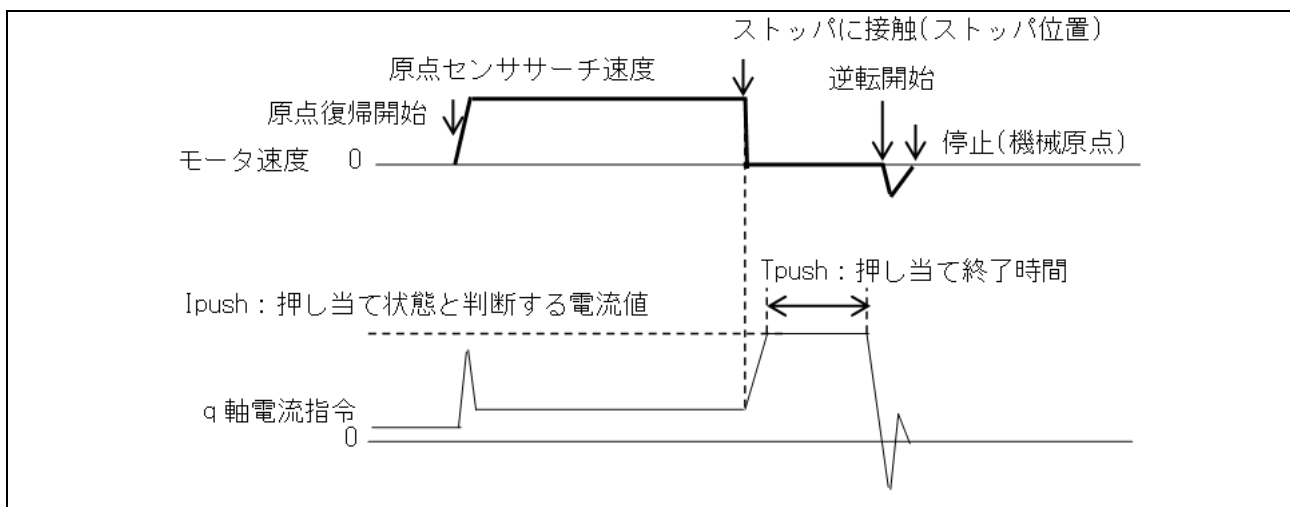 ストッパに接触(ストッパ位置)
原点センササーチ速度
逆転開始
原点復帰開始
停止(機械原点)
モータ速度 0
Tpush:押し当て終了時間
Ipush:押し当て状態と判断する電流値
q軸電流指令
0